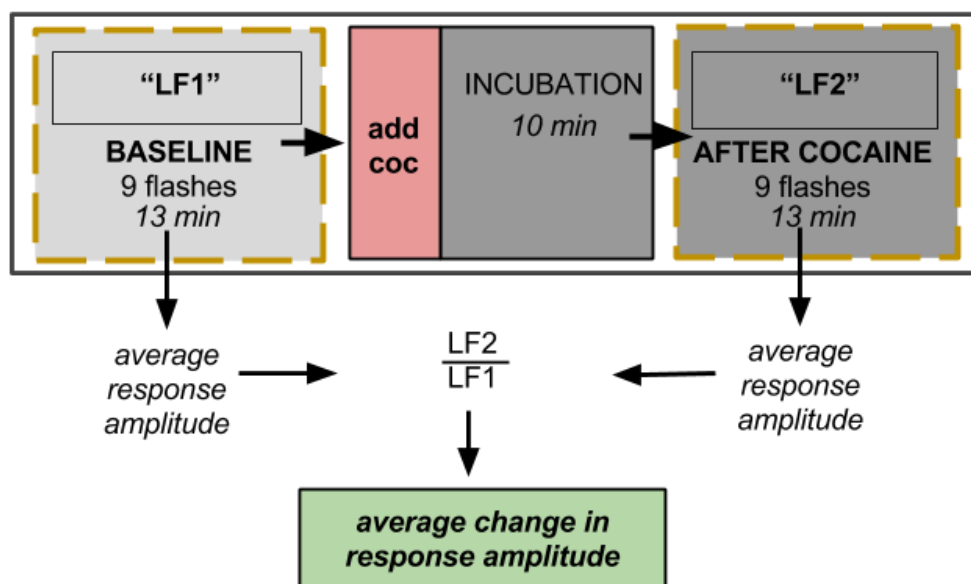 “LF1”
BASELINE
9 flashes
13 min
add
coc
INCUBATION
10 min
“LF2”
AFTER COCAINE
9 flashes
13 min
average
response
amplitude
LF2
LF1
average
response
amplitude
average change in
response amplitude